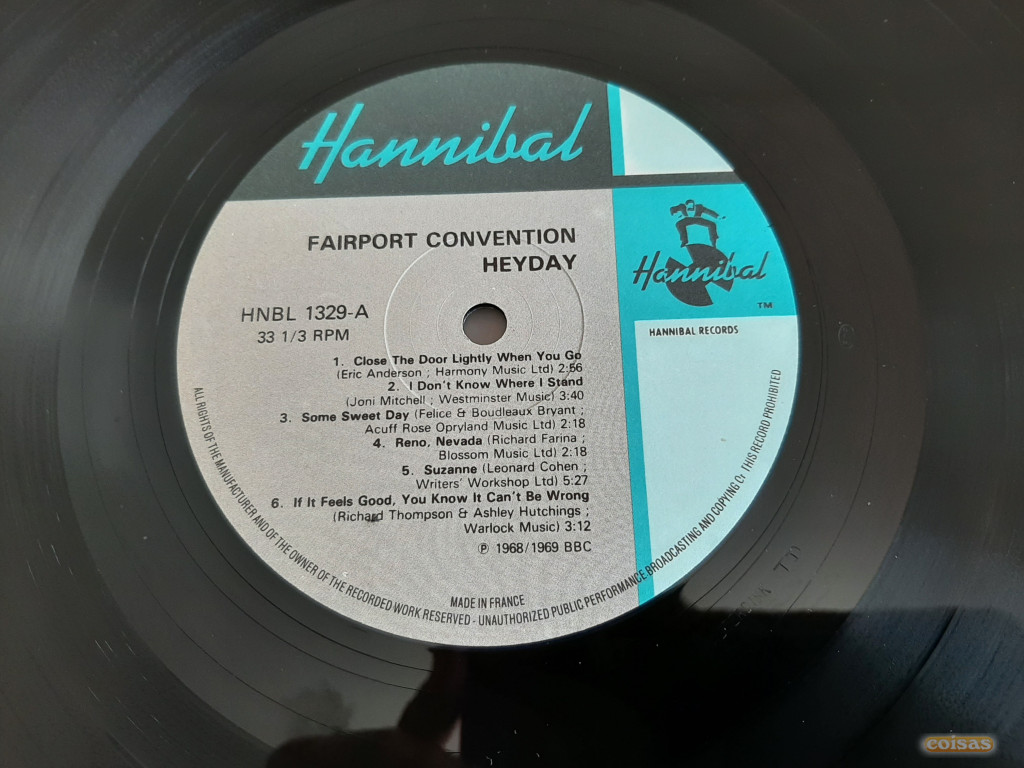 Hannibal
FAIRPORT CONVENTION
HEYDAY
Hannibal
TM
HANNIBAL RECORDS
HNBL 1329-A
33 1/3 RPM
1. Close The Door Lightly When You Go
(Eric Anderson ; Harmony Music Ltd) 2:56
2. I Don't Know Where I Stand
(Joni Mitchell ; Westminster Music) 3:40
3. Some Sweet Day (Felice & Boudleaux Bryant ;
Acuff Rose Opryland Music Ltd) 2:18
4. Reno, Nevada (Richard Farina ;
Blossom Music Ltd) 2:18
5. Suzanne (Leonard Cohen ;
Writers' Workshop Ltd) 5:27
6. If It Feels Good, You Know It Can't Be Wrong
(Richard Thompson & Ashley Hutchings ;
Warlock Music) 3:12
℗ 1968/1969 BBC
MADE IN FRANCE
ALL RIGHTS OF THE MANUFACTURER AND OF THE OWNER OF THE RECORDED WORK RESERVED - UNAUTHORIZED PUBLIC PERFORMANCE BROADCASTING AND COPYING OF THIS RECORD PROHIBITED
coisas